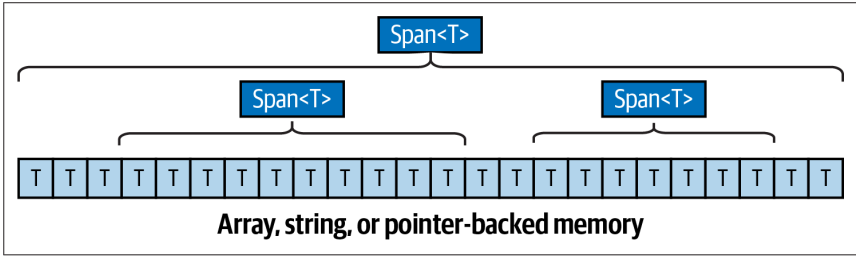 Span<T>
Span<T> Span<T>
T T T T T T T T T T T T T T T T T T T T T T T T
Array, string, or pointer-backed memory